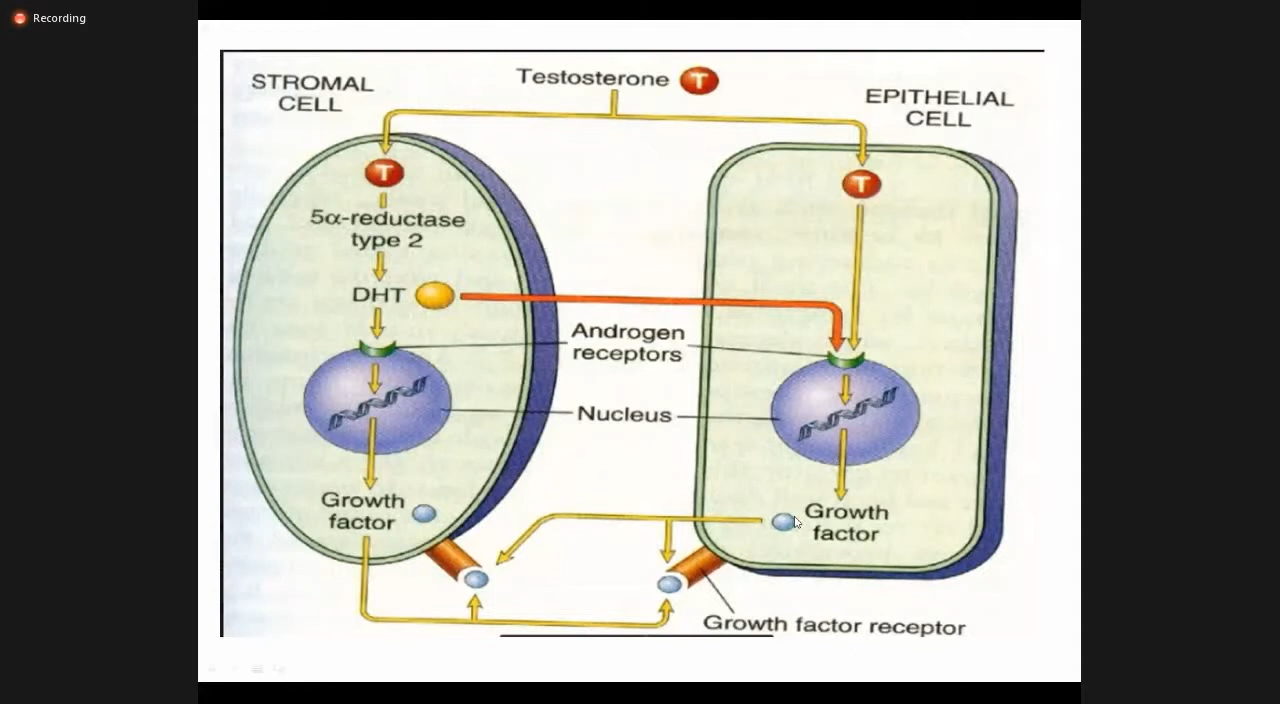 Recording
Testosterone T
STROMAL
CELL
EPITHELIAL
CELL
T
T
5α-reductase
type 2
DHT
Androgen
receptors
Nucleus
Growth
factor
Growth
factor
Growth factor receptor